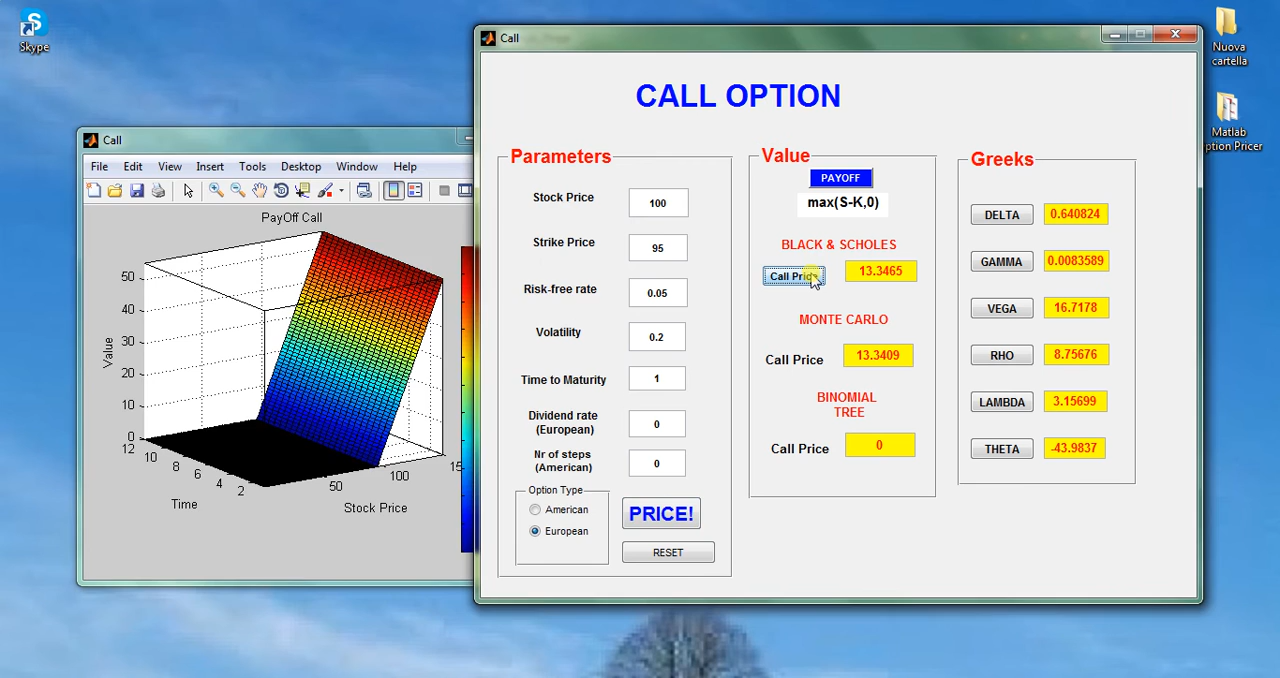 Skype
Nuova
cartella
Matlab
ption Pricer
Call
File Edit View Insert Tools Desktop Window Help
PayOff Call
Value
50
40
30
20
10
0
12
10
8
6
4
2
50
100
15
Time
Stock Price
Call
CALL OPTION
Parameters
Stock Price 100
Strike Price 95
Risk-free rate 0.05
Volatility 0.2
Time to Maturity 1
Dividend rate
(European) 0
Nr of steps
(American) 0
Option Type
American
European
PRICE!
RESET
Value
PAYOFF
max(S-K,0)
BLACK & SCHOLES
Call Pric 13.3465
MONTE CARLO
Call Price 13.3409
BINOMIAL
TREE
Call Price 0
Greeks
DELTA 0.640824
GAMMA 0.0083589
VEGA 16.7178
RHO 8.75676
LAMBDA 3.15699
THETA -43.9837